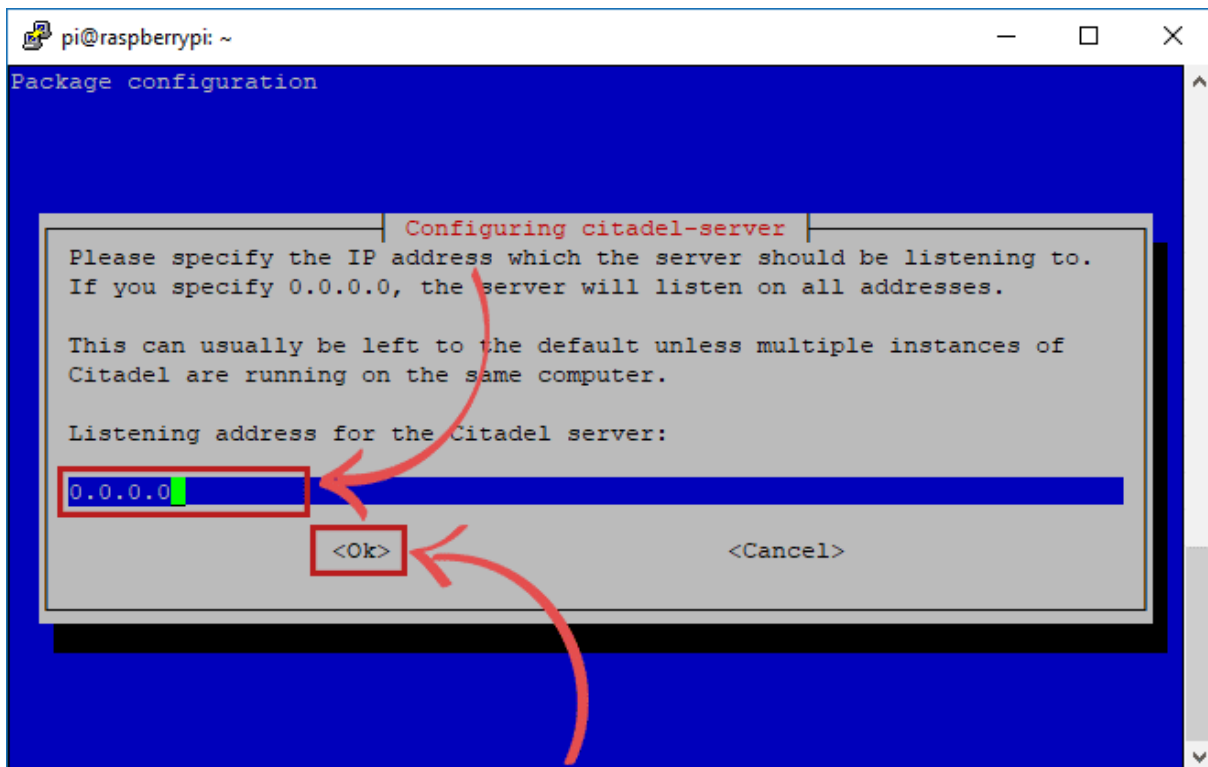 pi@raspberrypi: ~
Package configuration
Configuring citadel-server
Please specify the IP address which the server should be listening to.
If you specify 0.0.0.0, the server will listen on all addresses.
This can usually be left to the default unless multiple instances of
Citadel are running on the same computer.
Listening address for the Citadel server:
0.0.0.0
<Ok> <Cancel>